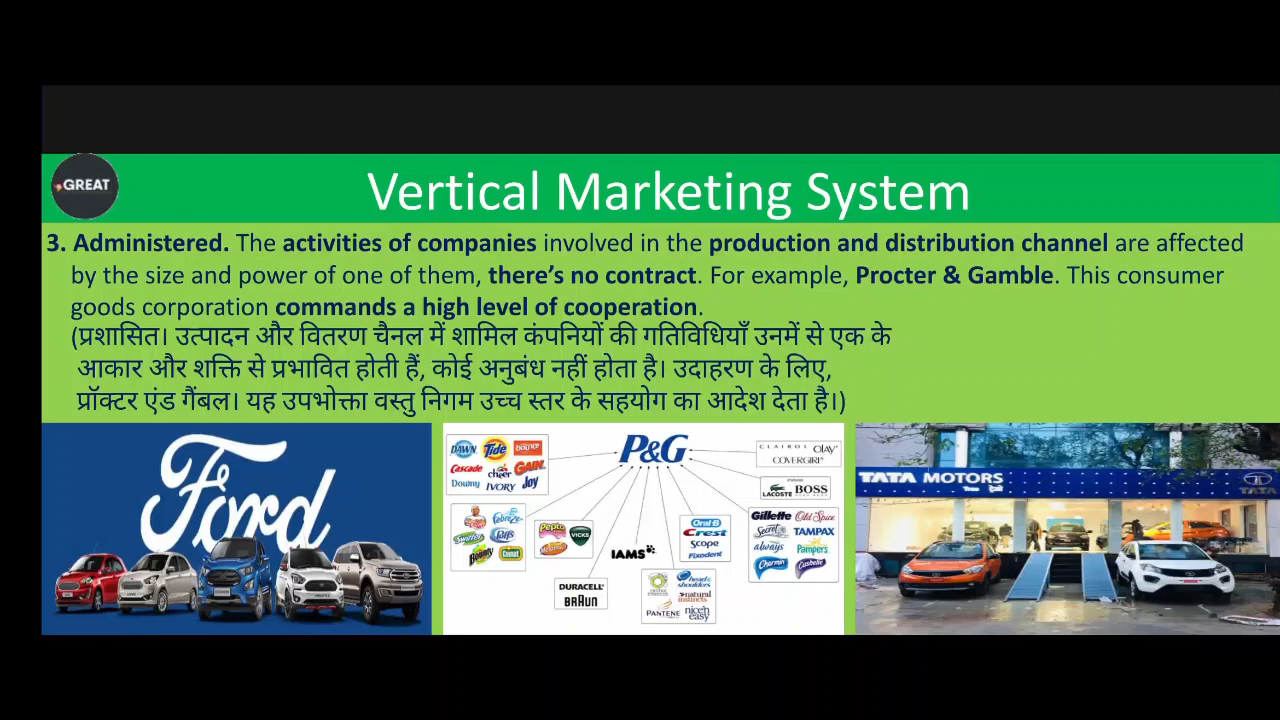 GREAT
Vertical Marketing System
3. Administered. The activities of companies involved in the production and distribution channel are affected
by the size and power of one of them, there's no contract. For example, Procter & Gamble. This consumer
goods corporation commands a high level of cooperation.
(प्रशासित। उत्पादन और वितरण चैनल में शामिल कंपनियों की गतिविधियाँ उनमें से एक के
आकार और शक्ति से प्रभावित होती हैं, कोई अनुबंध नहीं होता है। उदाहरण के लिए,
प्रॉक्टर एंड गैंबल। यह उपभोक्ता वस्तु निगम उच्च स्तर के सहयोग का आदेश देता है।)
Ford
P&G
DAWN Tide bounce
Cascade cheer GAIN
Downy IVORY Joy
CLAIROL OLAY
COVERGIRL
LACOSTE BOSS
Febreze
Swiffer Puffs
Bounty Comet
Pepto VICKS
IAMS
DURACELL
BRAUN
Oral-B
Crest
Scope
Fixodent
Gillette Old Spice
Secret TAMPAX
always Pampers
Charmin
head & shoulders
natural instincts
PANTENE nice'n easy
TATA MOTORS
TATA